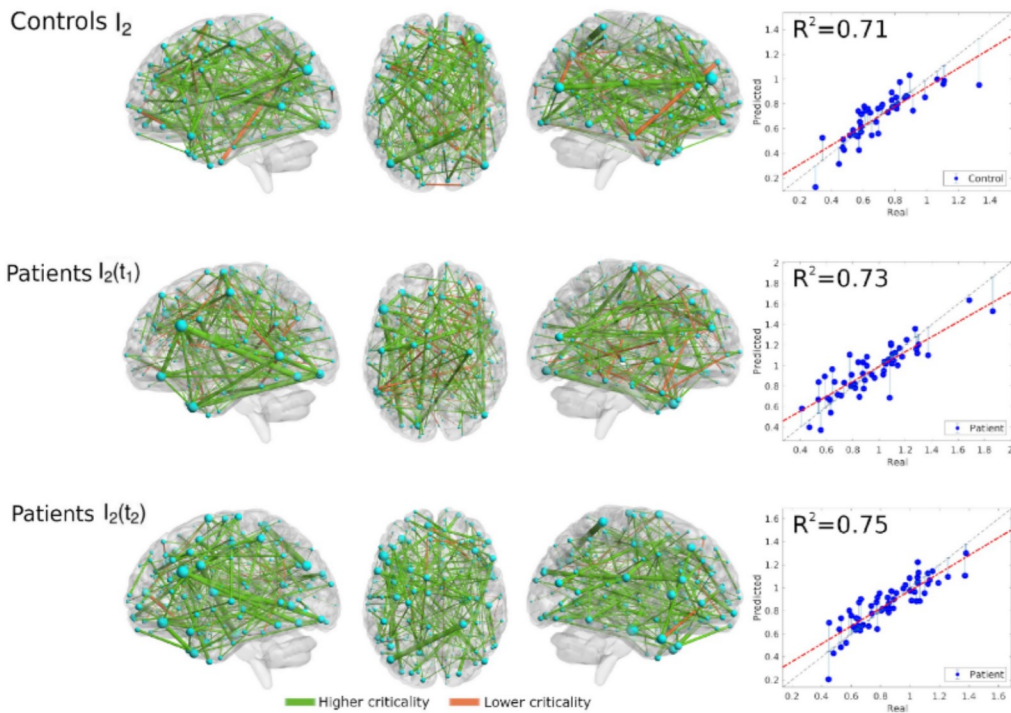 Controls I₂
R²=0.71
Predicted
1.4
1.2
1
0.8
0.6
0.4
0.2
Control
0.2 0.4 0.6 0.8 1 1.2 1.4
Real
Patients I₂(t₁)
R²=0.73
Predicted
2
1.8
1.6
1.4
1.2
1
0.8
0.6
0.4
Patient
0.4 0.6 0.8 1 1.2 1.4 1.6 1.8 2
Real
Patients I₂(t₂)
R²=0.75
Predicted
1.6
1.4
1.2
1
0.8
0.6
0.4
0.2
Patient
0.2 0.4 0.6 0.8 1 1.2 1.4 1.6
Real
Higher criticality Lower criticality